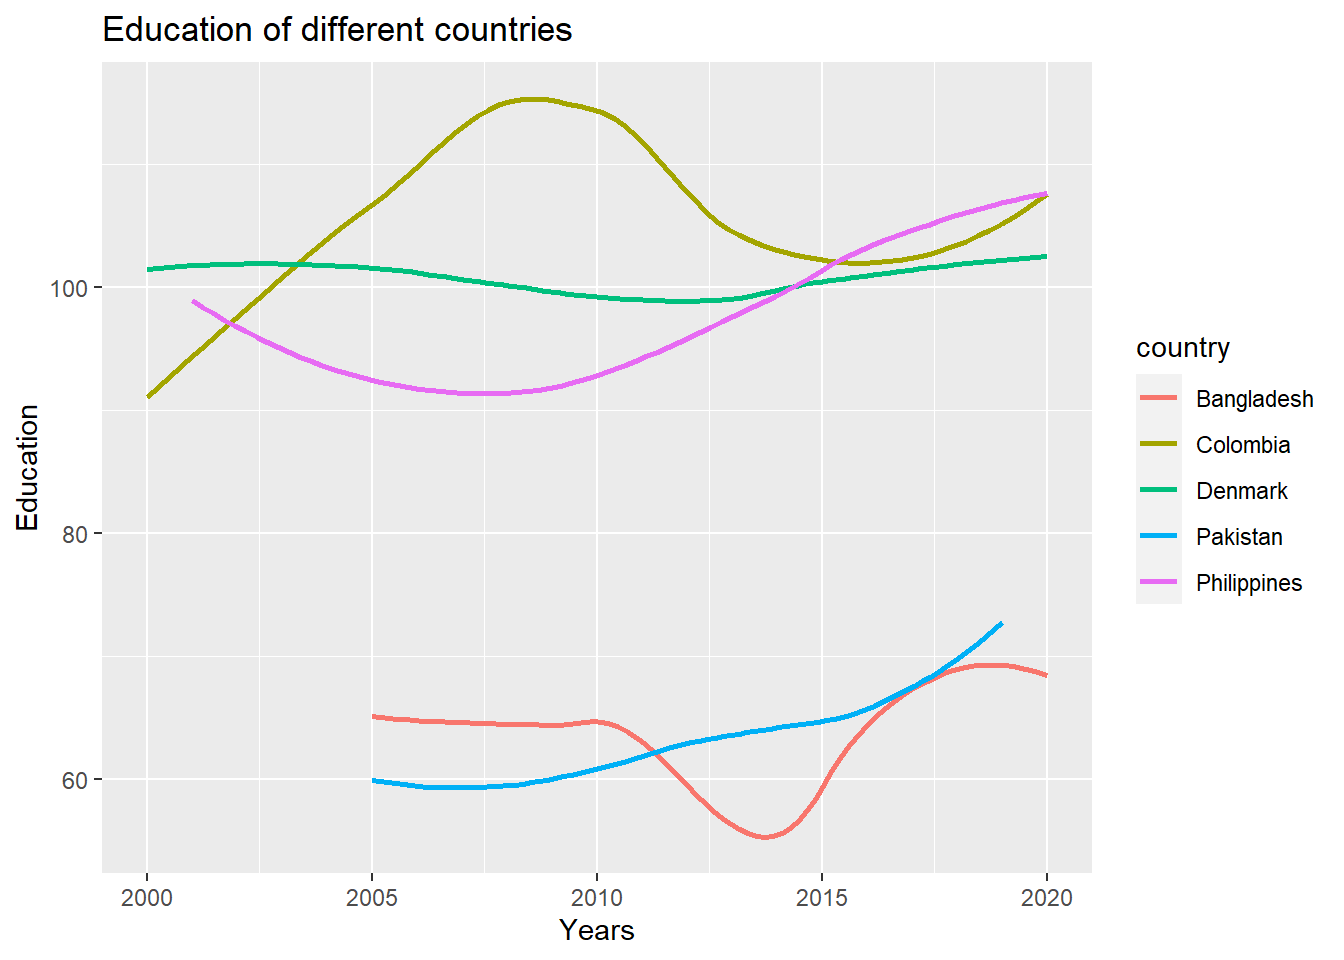 Education of different countries
Education
100
80
60
2000
2005
2010
2015
2020
Years
country
Bangladesh
Colombia
Denmark
Pakistan
Philippines